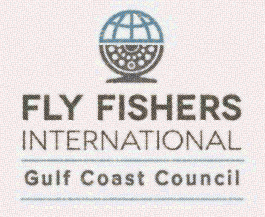 FLY FISHERS
INTERNATIONAL
Gulf Coast Council